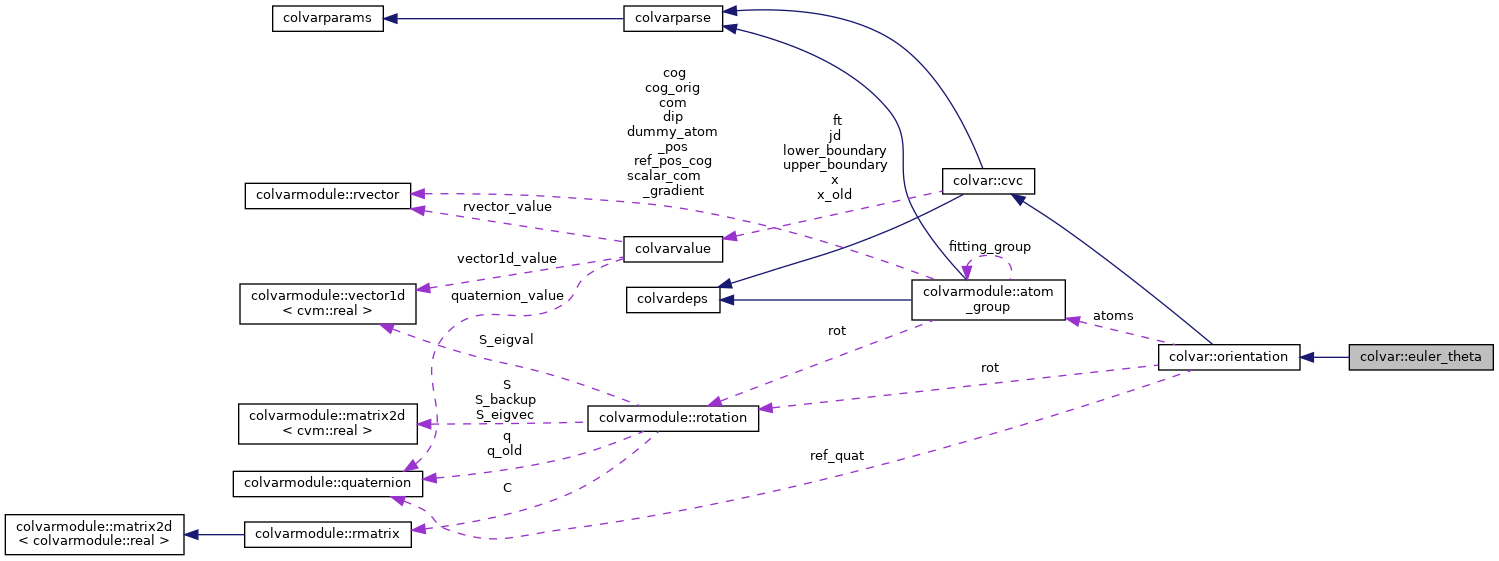 colvarparams
colvarparse
cog
cog_orig
com
dip
dummy_atom
_pos
ref_pos_cog
scalar_com
_gradient
ft
jd
lower_boundary
upper_boundary
x
x_old
colvar::cvc
colvarmodule::rvector
rvector_value
colvarvalue
fitting_group
vector1d_value
colvarmodule::vector1d
< cvm::real >
quaternion_value
colvardeps
colvarmodule::atom
_group
atoms
S_eigval
rot
colvar::orientation
colvar::euler_theta
rot
S
S_backup
S_eigvec
colvarmodule::matrix2d
< cvm::real >
colvarmodule::rotation
q
q_old
ref_quat
colvarmodule::quaternion
C
colvarmodule::matrix2d
< colvarmodule::real >
colvarmodule::rmatrix